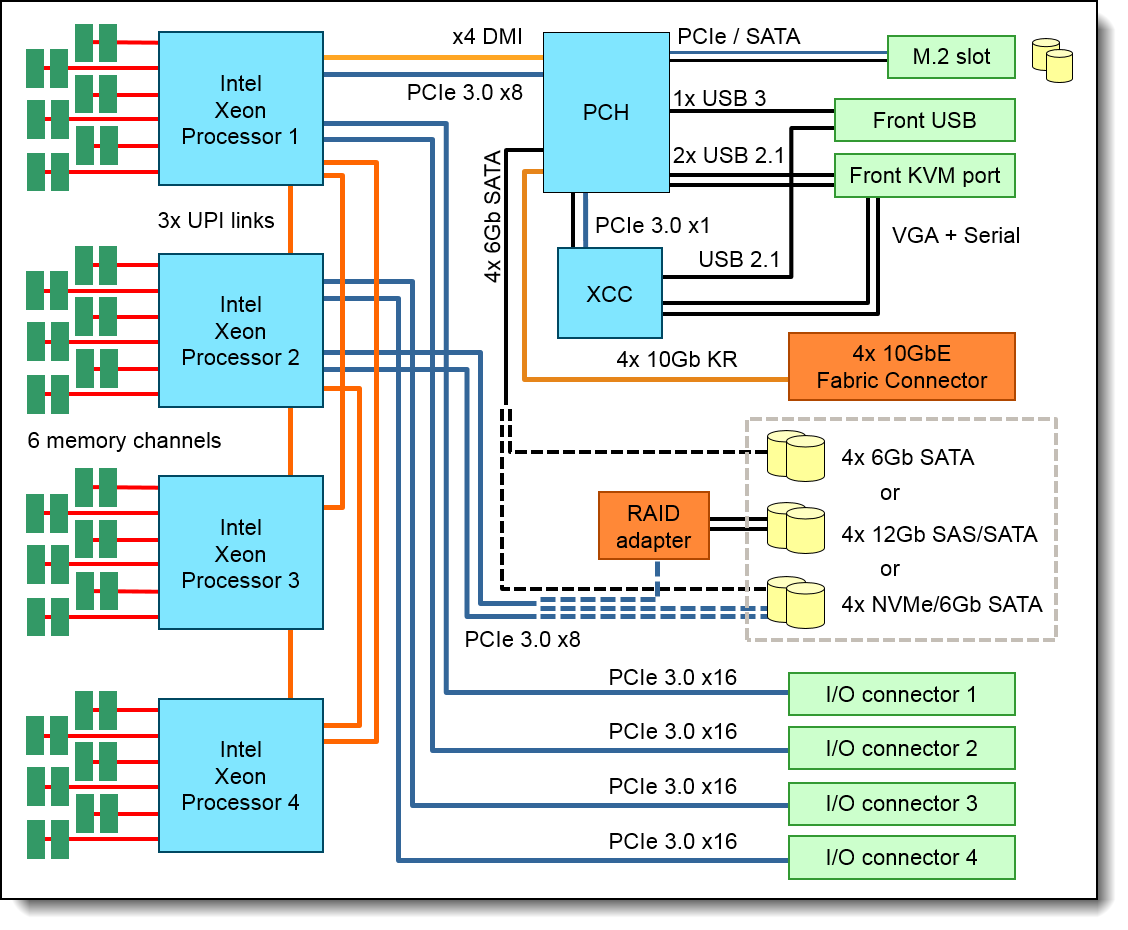 x4 DMI
PCIe / SATA
M.2 slot
Intel
Xeon
Processor 1
PCIe 3.0 x8
PCH
1x USB 3
Front USB
2x USB 2.1
Front KVM port
4x 6Gb SATA
3x UPI links
PCIe 3.0 x1
VGA + Serial
USB 2.1
XCC
Intel
Xeon
Processor 2
4x 10Gb KR
4x 10GbE
Fabric Connector
6 memory channels
4x 6Gb SATA
or
RAID
adapter
4x 12Gb SAS/SATA
or
4x NVMe/6Gb SATA
Intel
Xeon
Processor 3
PCIe 3.0 x8
PCIe 3.0 x16
I/O connector 1
PCIe 3.0 x16
I/O connector 2
Intel
Xeon
Processor 4
PCIe 3.0 x16
I/O connector 3
PCIe 3.0 x16
I/O connector 4